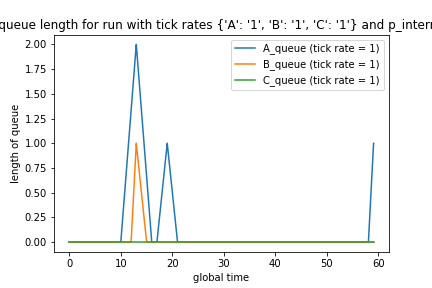 queue length for run with tick rates {'A': '1', 'B': '1', 'C': '1'} and
2.00
1.75
1.50
1.25
1.00
0.75
0.50
0.25
0.00
length of queue
A_queue (tick rate = 1)
B_queue (tick rate = 1)
C_queue (tick rate = 1)
0
10
20
30
40
50
60
global time